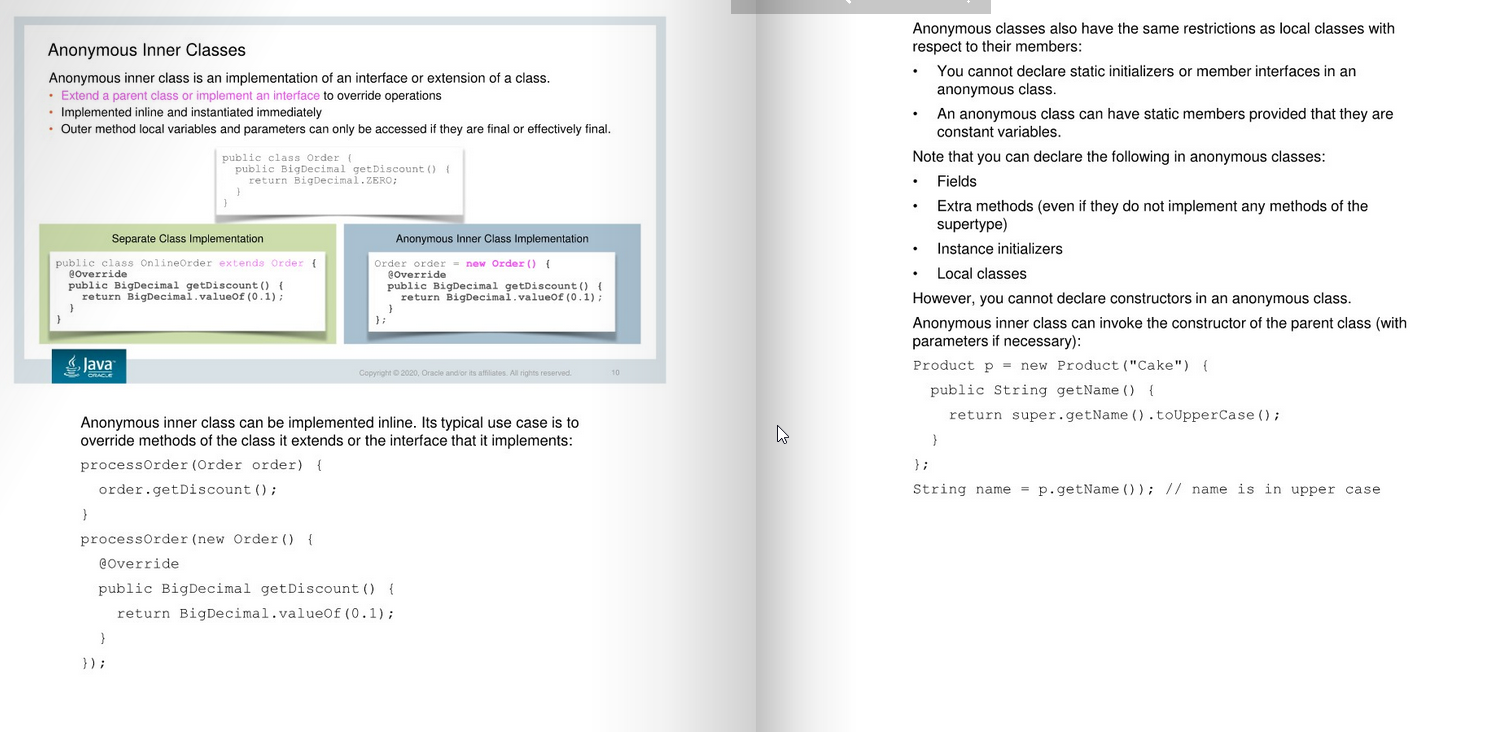 Anonymous Inner Classes
Anonymous inner class is an implementation of an interface or extension of a class.
• Extend a parent class or implement an interface to override operations
• Implemented inline and instantiated immediately
• Outer method local variables and parameters can only be accessed if they are final or effectively final.
public class Order {
public BigDecimal getDiscount() {
return BigDecimal.ZERO;
}
}
Separate Class Implementation
public class OnlineOrder extends Order {
@Override
public BigDecimal getDiscount() {
return BigDecimal.valueOf(0.1);
}
}
Anonymous Inner Class Implementation
Order order = new Order() {
@Override
public BigDecimal getDiscount() {
return BigDecimal.valueOf(0.1);
}
};
Java
ORACLE
Copyright © 2020, Oracle and/or its affiliates. All rights reserved.
10
Anonymous inner class can be implemented inline. Its typical use case is to
override methods of the class it extends or the interface that it implements:
processOrder(Order order) {
order.getDiscount();
}
processOrder(new Order() {
@Override
public BigDecimal getDiscount() {
return BigDecimal.valueOf(0.1);
}
});
Anonymous classes also have the same restrictions as local classes with
respect to their members:
• You cannot declare static initializers or member interfaces in an
anonymous class.
• An anonymous class can have static members provided that they are
constant variables.
Note that you can declare the following in anonymous classes:
• Fields
• Extra methods (even if they do not implement any methods of the
supertype)
• Instance initializers
• Local classes
However, you cannot declare constructors in an anonymous class.
Anonymous inner class can invoke the constructor of the parent class (with
parameters if necessary):
Product p = new Product("Cake") {
public String getName() {
return super.getName().toUpperCase();
}
};
String name = p.getName()); // name is in upper case